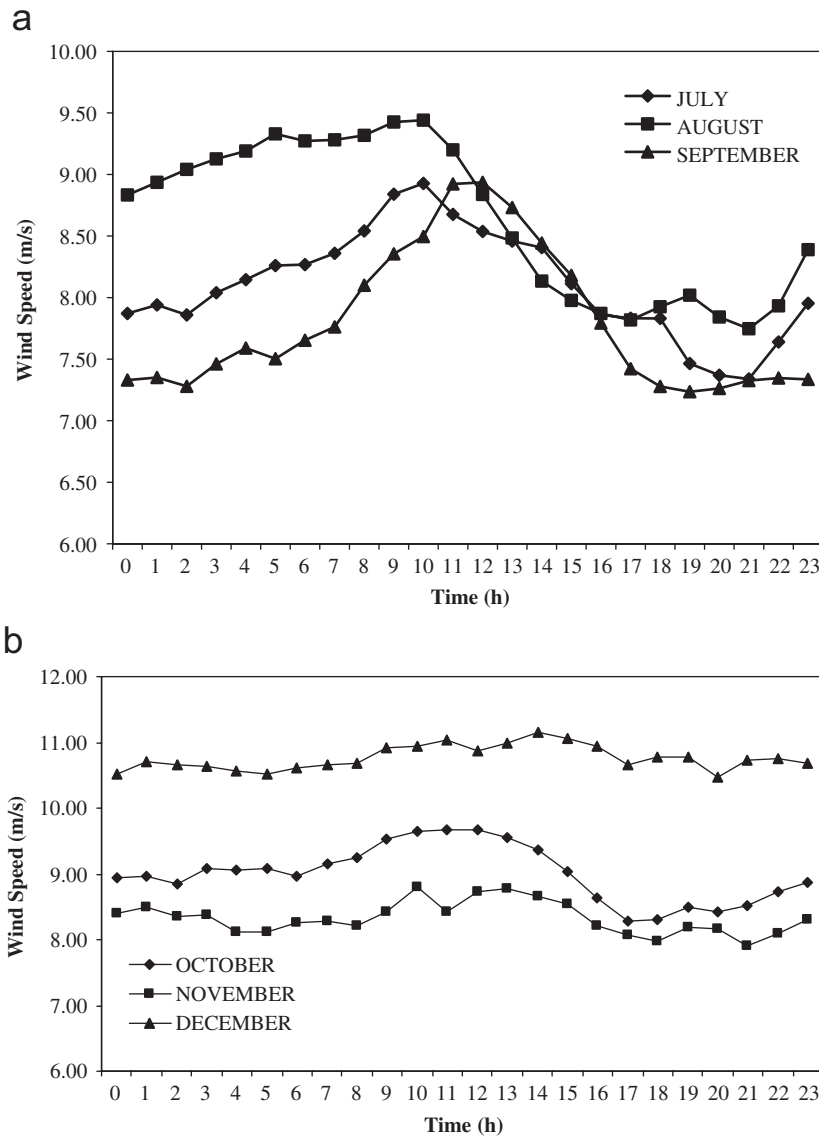 a
10.00
9.50
9.00
8.50
8.00
7.50
7.00
6.50
6.00
Wind Speed (m/s)
JULY
AUGUST
SEPTEMBER
0 1 2 3 4 5 6 7 8 9 10 11 12 13 14 15 16 17 18 19 20 21 22 23
Time (h)
b
12.00
11.00
10.00
9.00
8.00
7.00
6.00
Wind Speed (m/s)
OCTOBER
NOVEMBER
DECEMBER
0 1 2 3 4 5 6 7 8 9 10 11 12 13 14 15 16 17 18 19 20 21 22 23
Time (h)